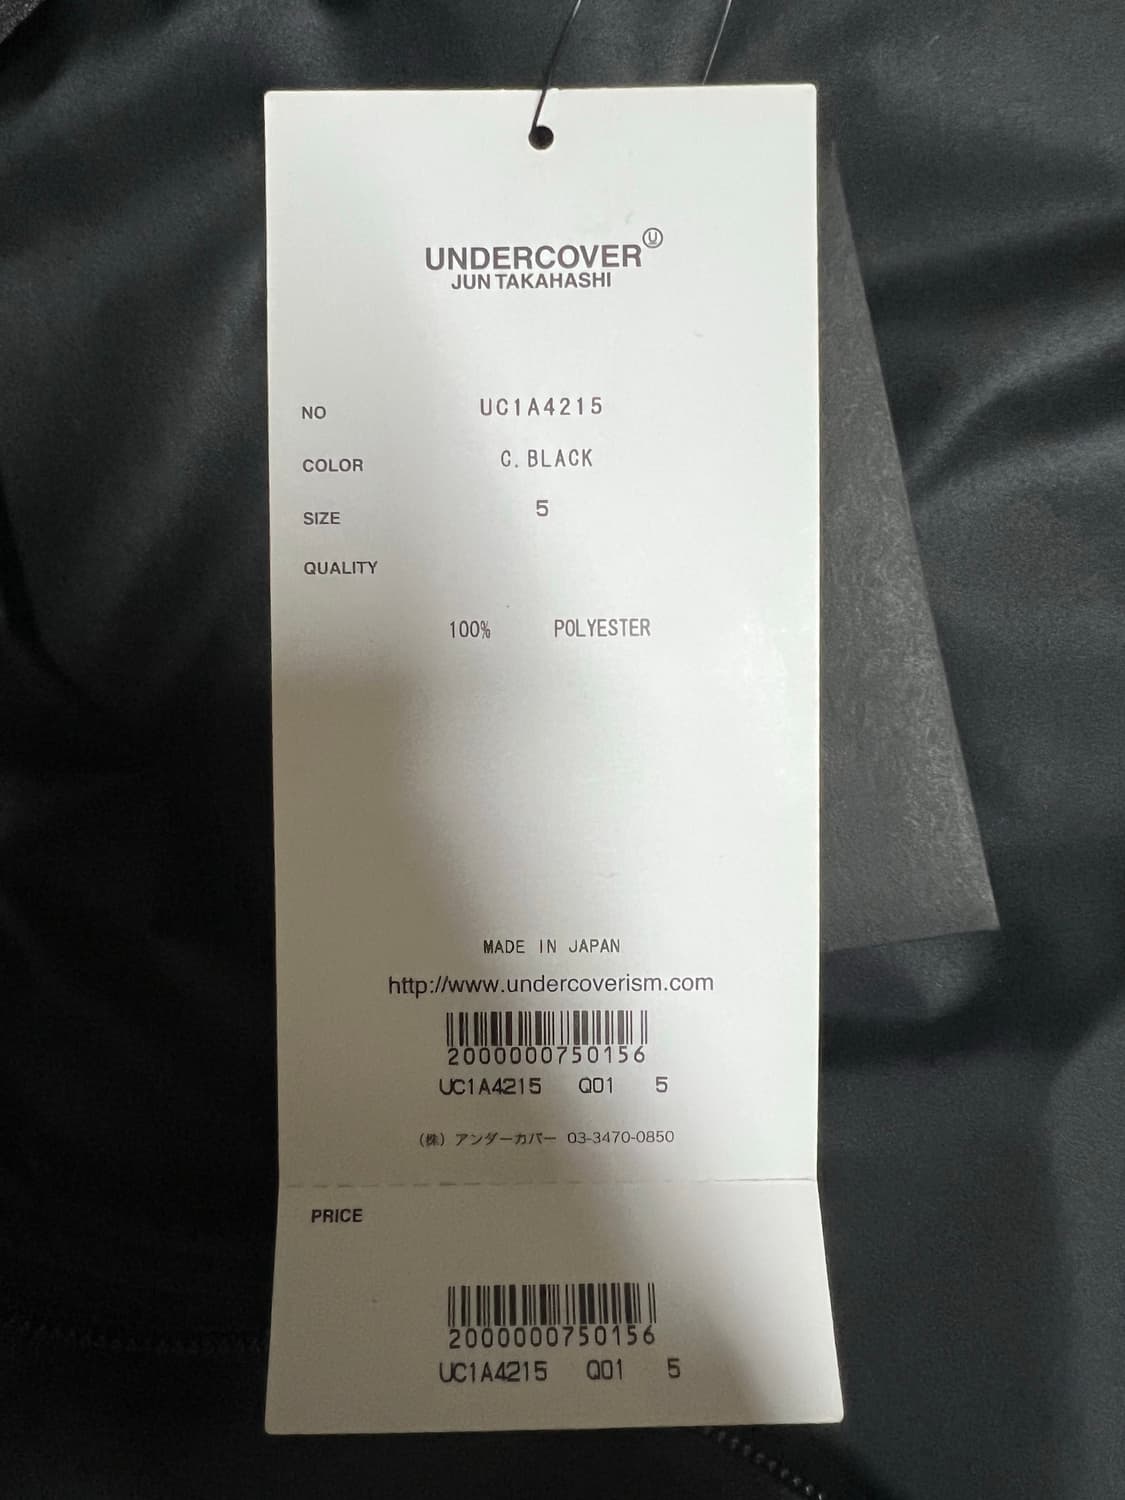 UNDERCOVER Ⓤ
JUN TAKAHASHI
NO UC1A4215
COLOR C. BLACK
SIZE 5
QUALITY
100% POLYESTER
MADE IN JAPAN
http://www.undercoverism.com
2000000750156
UC1A4215 Q01 5
(株) アンダーカバー 03-3470-0850
PRICE
2000000750156
UC1A4215 Q01 5